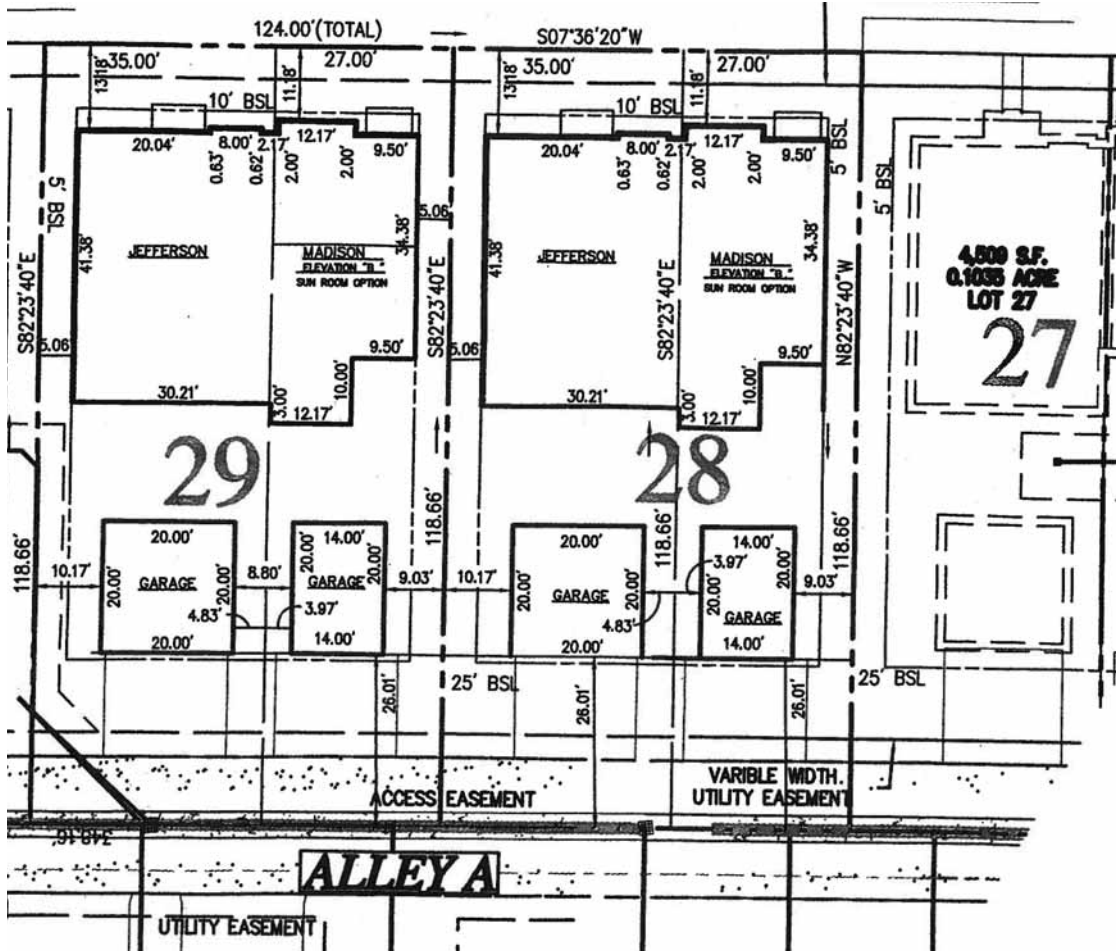 124.00'(TOTAL)
S07°36'20"W
13.18'
35.00'
11.18'
27.00'
13.18'
35.00'
11.18'
27.00'
10' BSL
10' BSL
20.04'
0.63'
8.00'
0.62'
2.17'
2.00'
12.17'
2.00'
9.50'
20.04'
0.63'
8.00'
0.62'
2.17'
2.00'
12.17'
2.00'
9.50'
5' BSL
5' BSL
5' BSL
S82°23'40"E
41.38'
JEFFERSON
MADISON
ELEVATION "B."
SUN ROOM OPTION
34.38'
5.06
S82°23'40"E
41.38'
JEFFERSON
S82°23'40"E
MADISON
ELEVATION "B."
SUN ROOM OPTION
34.38'
N82°23'40"W
4,509 S.F.
0.1035 ACRE
LOT 27
27
5.06
30.21'
3.00'
12.17'
10.00'
9.50'
5.06
30.21'
3.00'
12.17'
10.00'
9.50'
29
28
118.66'
10.17'
20.00'
20.00'
GARAGE
20.00'
20.00'
8.80'
4.83'
3.97'
14.00'
20.00'
GARAGE
20.00'
14.00'
9.03'
118.66'
10.17'
20.00'
20.00'
GARAGE
20.00'
118.66'
4.83'
3.97'
14.00'
20.00'
GARAGE
20.00'
14.00'
9.03'
118.66'
25' BSL
25' BSL
26.01'
26.01'
26.01'
ACCESS EASEMENT
VARIBLE WIDTH.
UTILITY EASEMENT
348.16'
ALLEY A
UTILITY EASEMENT